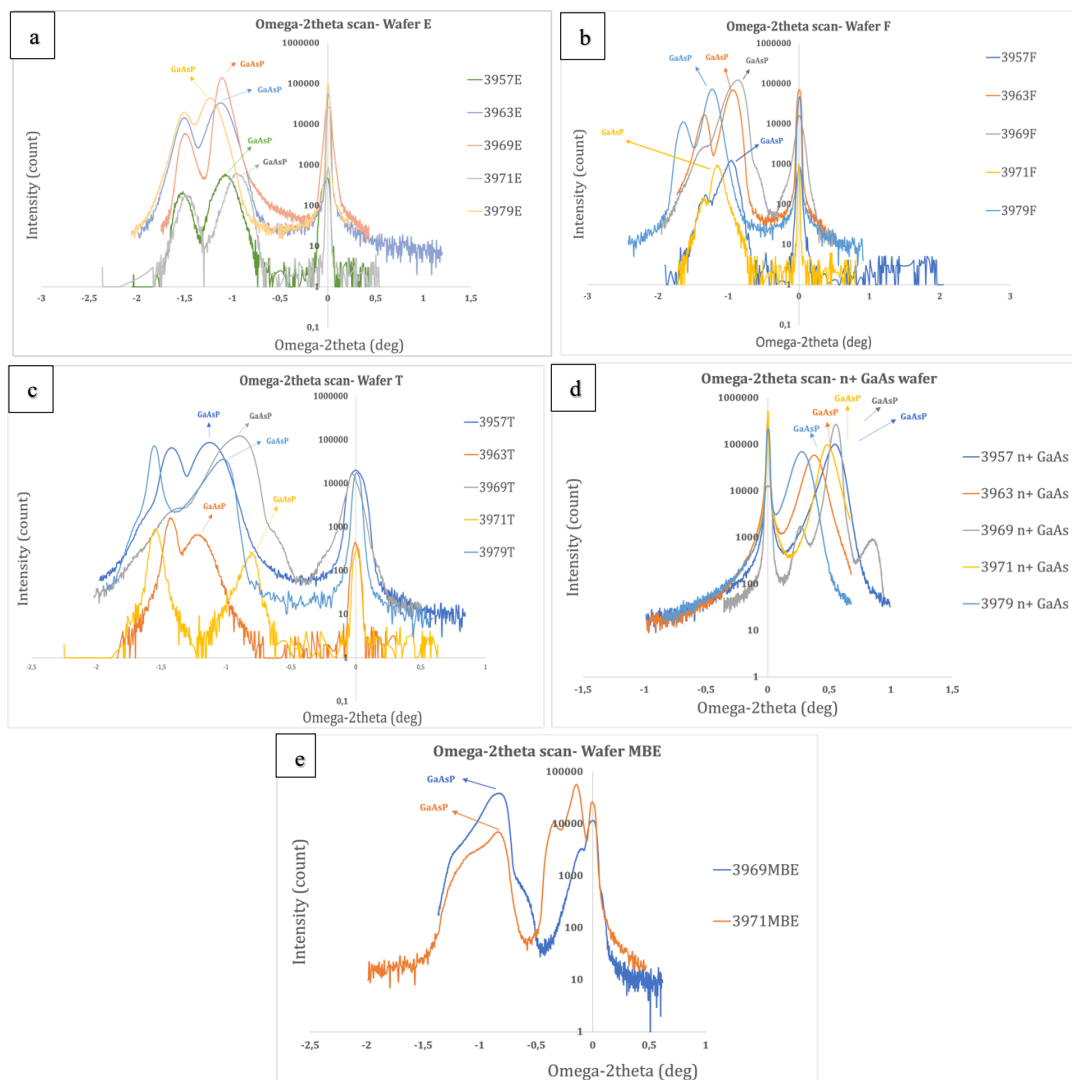 a
Omega-2theta scan- Wafer E
Intensity (count)
1000000
100000
10000
1000
100
10
1
0,1
-3
-2
-1,5
-1
-0,5
0
0,5
1
1,5
Omega-2theta (deg)
GaAsP
GaAsP
GaAsP
GaAsP
GaAsP
3957E
3963E
3969E
3971E
3979E
b
Omega-2theta scan- Wafer F
Intensity (count)
1000000
100000
10000
1000
100
10
1
0,1
-3
-2
-1
0
1
2
3
Omega-2theta (deg)
GaAsP
GaAsP
GaAsP
GaAsP
GaAsP
3957F
3963F
3969F
3971F
3979F
c
Omega-2theta scan- Wafer T
Intensity (count)
1000000
100000
10000
1000
100
10
1
0,1
-2,5
-2
-1,5
-1
-0,5
0
0,5
1
Omega-2theta (deg)
GaAsP
GaAsP
GaAsP
GaAsP
GaAsP
3957T
3963T
3969T
3971T
3979T
d
Omega-2theta scan- n+ GaAs wafer
Intensity (count)
1000000
100000
10000
1000
100
10
1
-1,5
-1
-0,5
0
0,5
1
1,5
Omega-2theta (deg)
GaAsP
GaAsP
GaAsP
GaAsP
GaAsP
3957 n+ GaAs
3963 n+ GaAs
3969 n+ GaAs
3971 n+ GaAs
3979 n+ GaAs
e
Omega-2theta scan- Wafer MBE
Intensity (count)
100000
10000
1000
100
10
1
-2,5
-2
-1,5
-1
-0,5
0
0,5
1
Omega-2theta (deg)
GaAsP
GaAsP
3969MBE
3971MBE